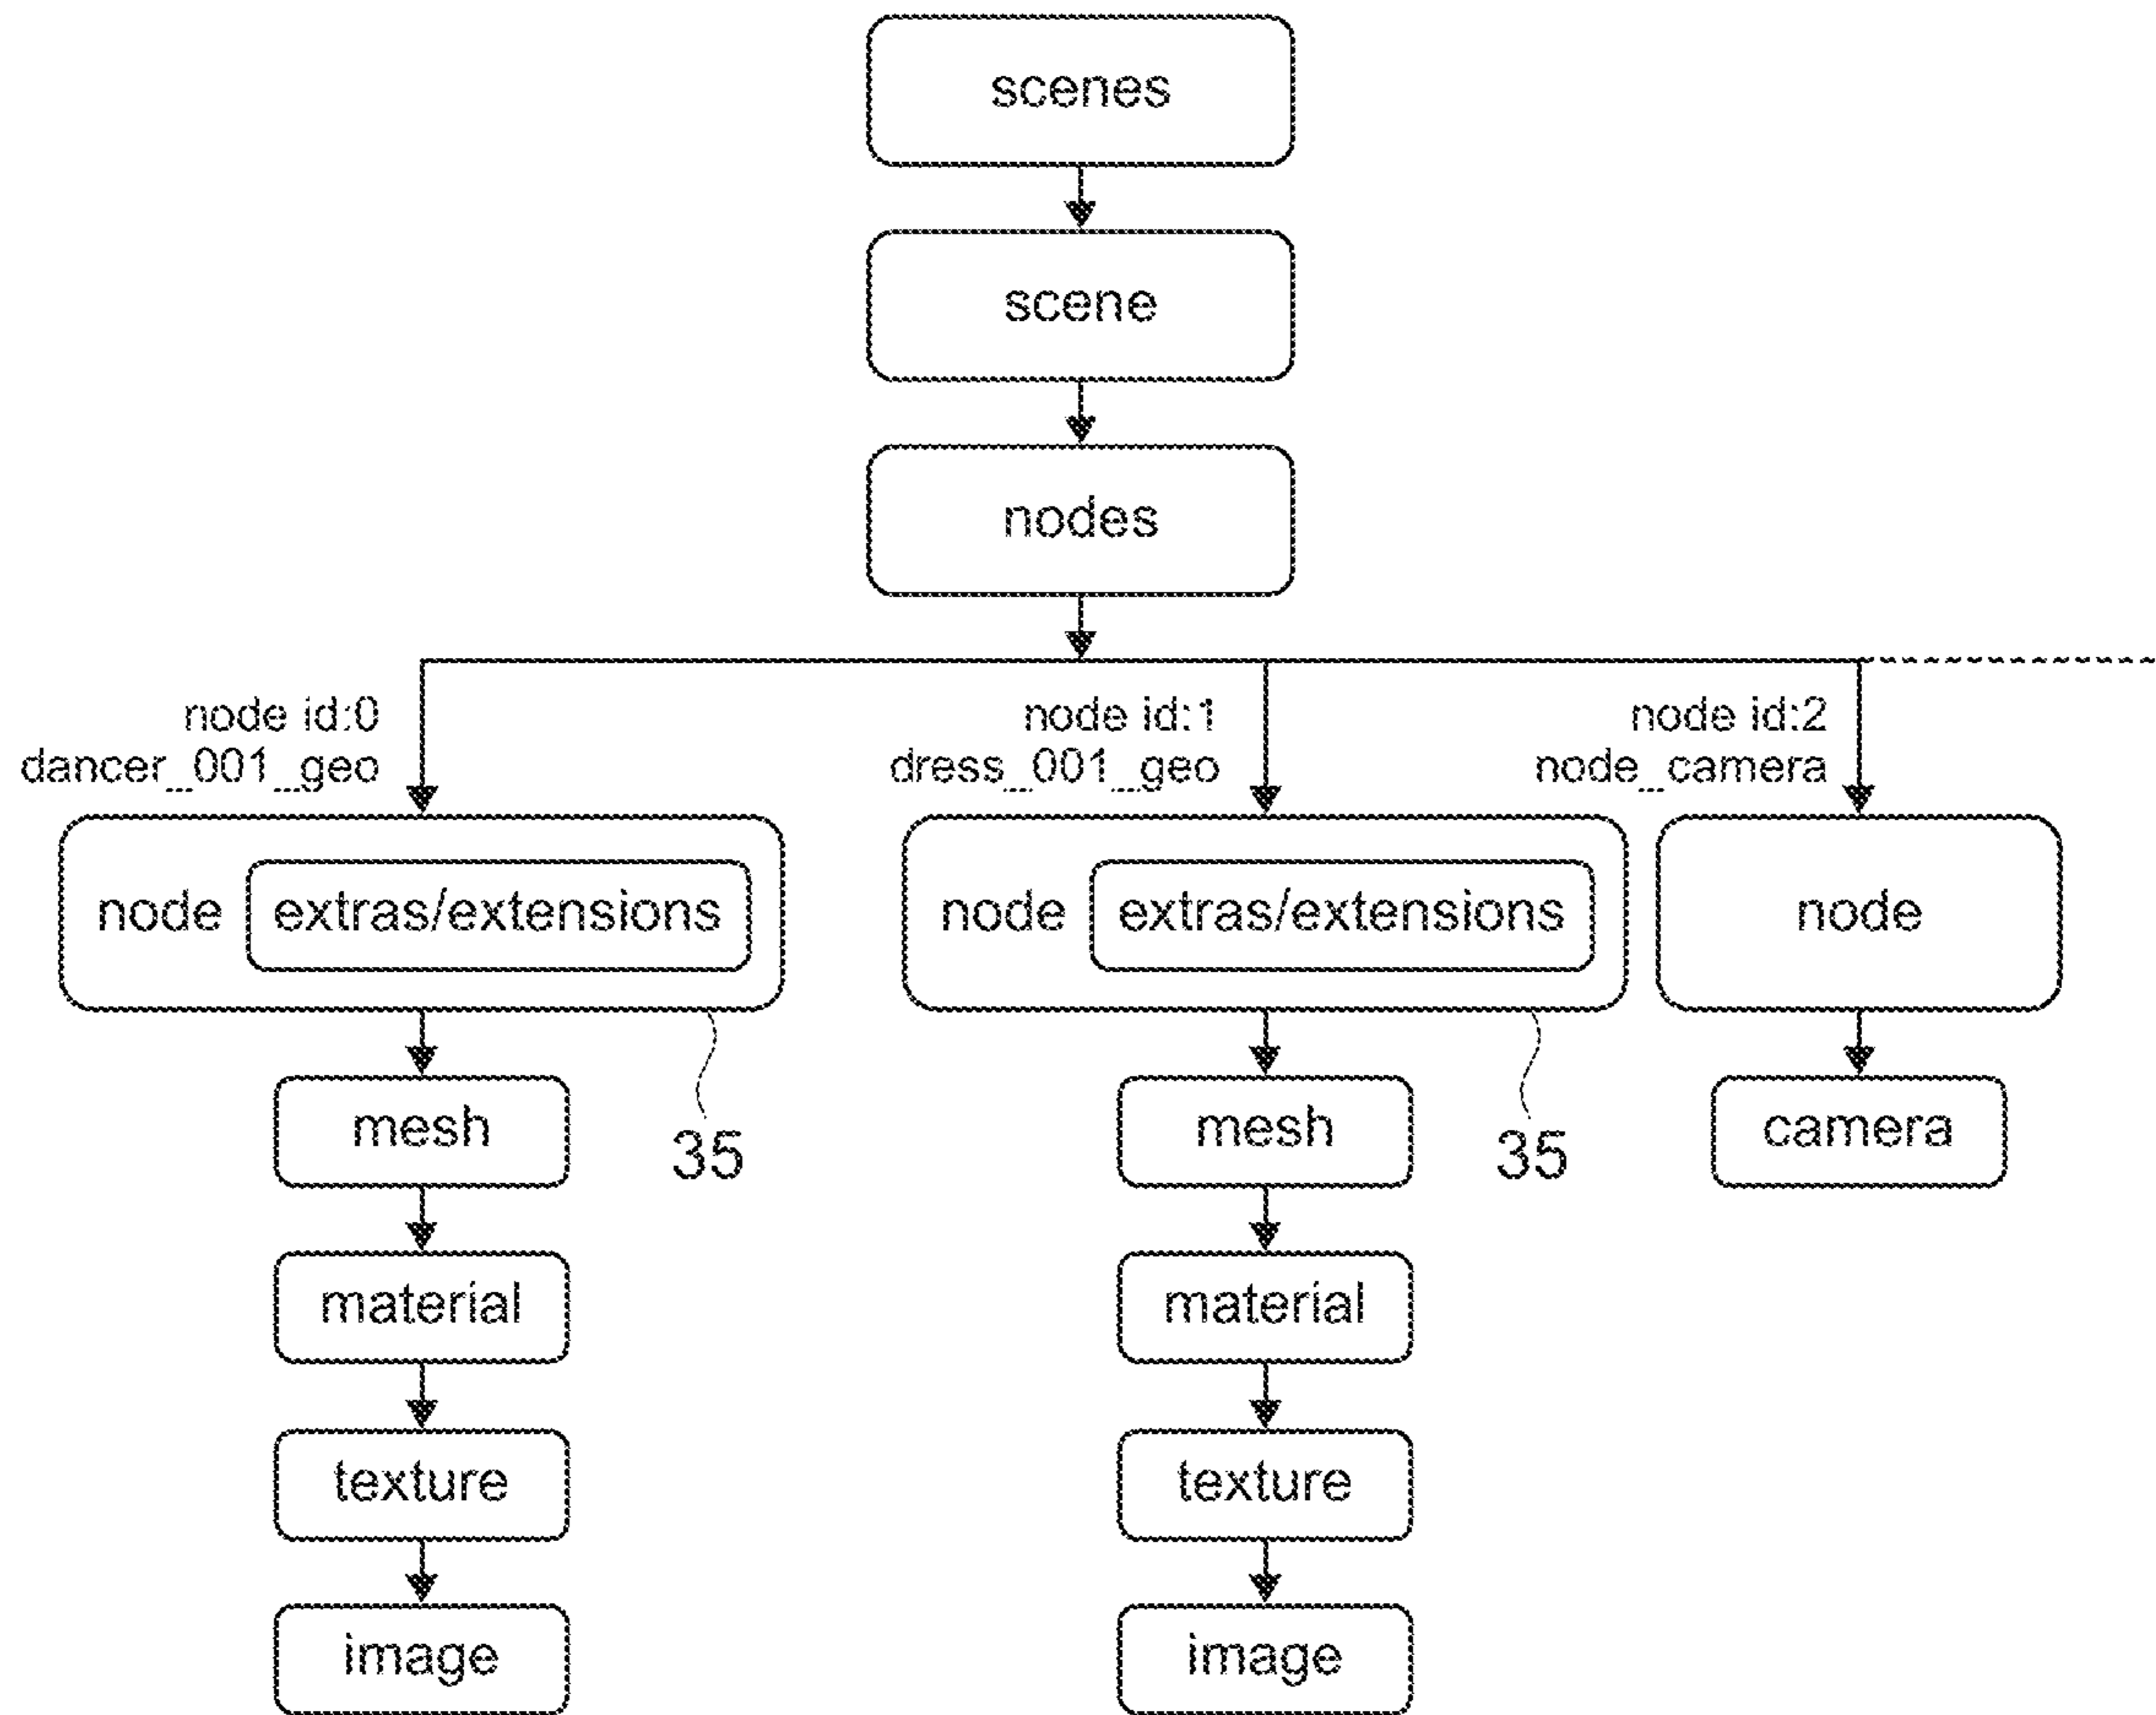 scenes
scene
nodes
node id:0
dancer_001_geo
node id:1
dress_001_geo
node id:2
node_camera
node extras/extensions
node extras/extensions
node
mesh
35
mesh
35
camera
material
material
texture
texture
image
image